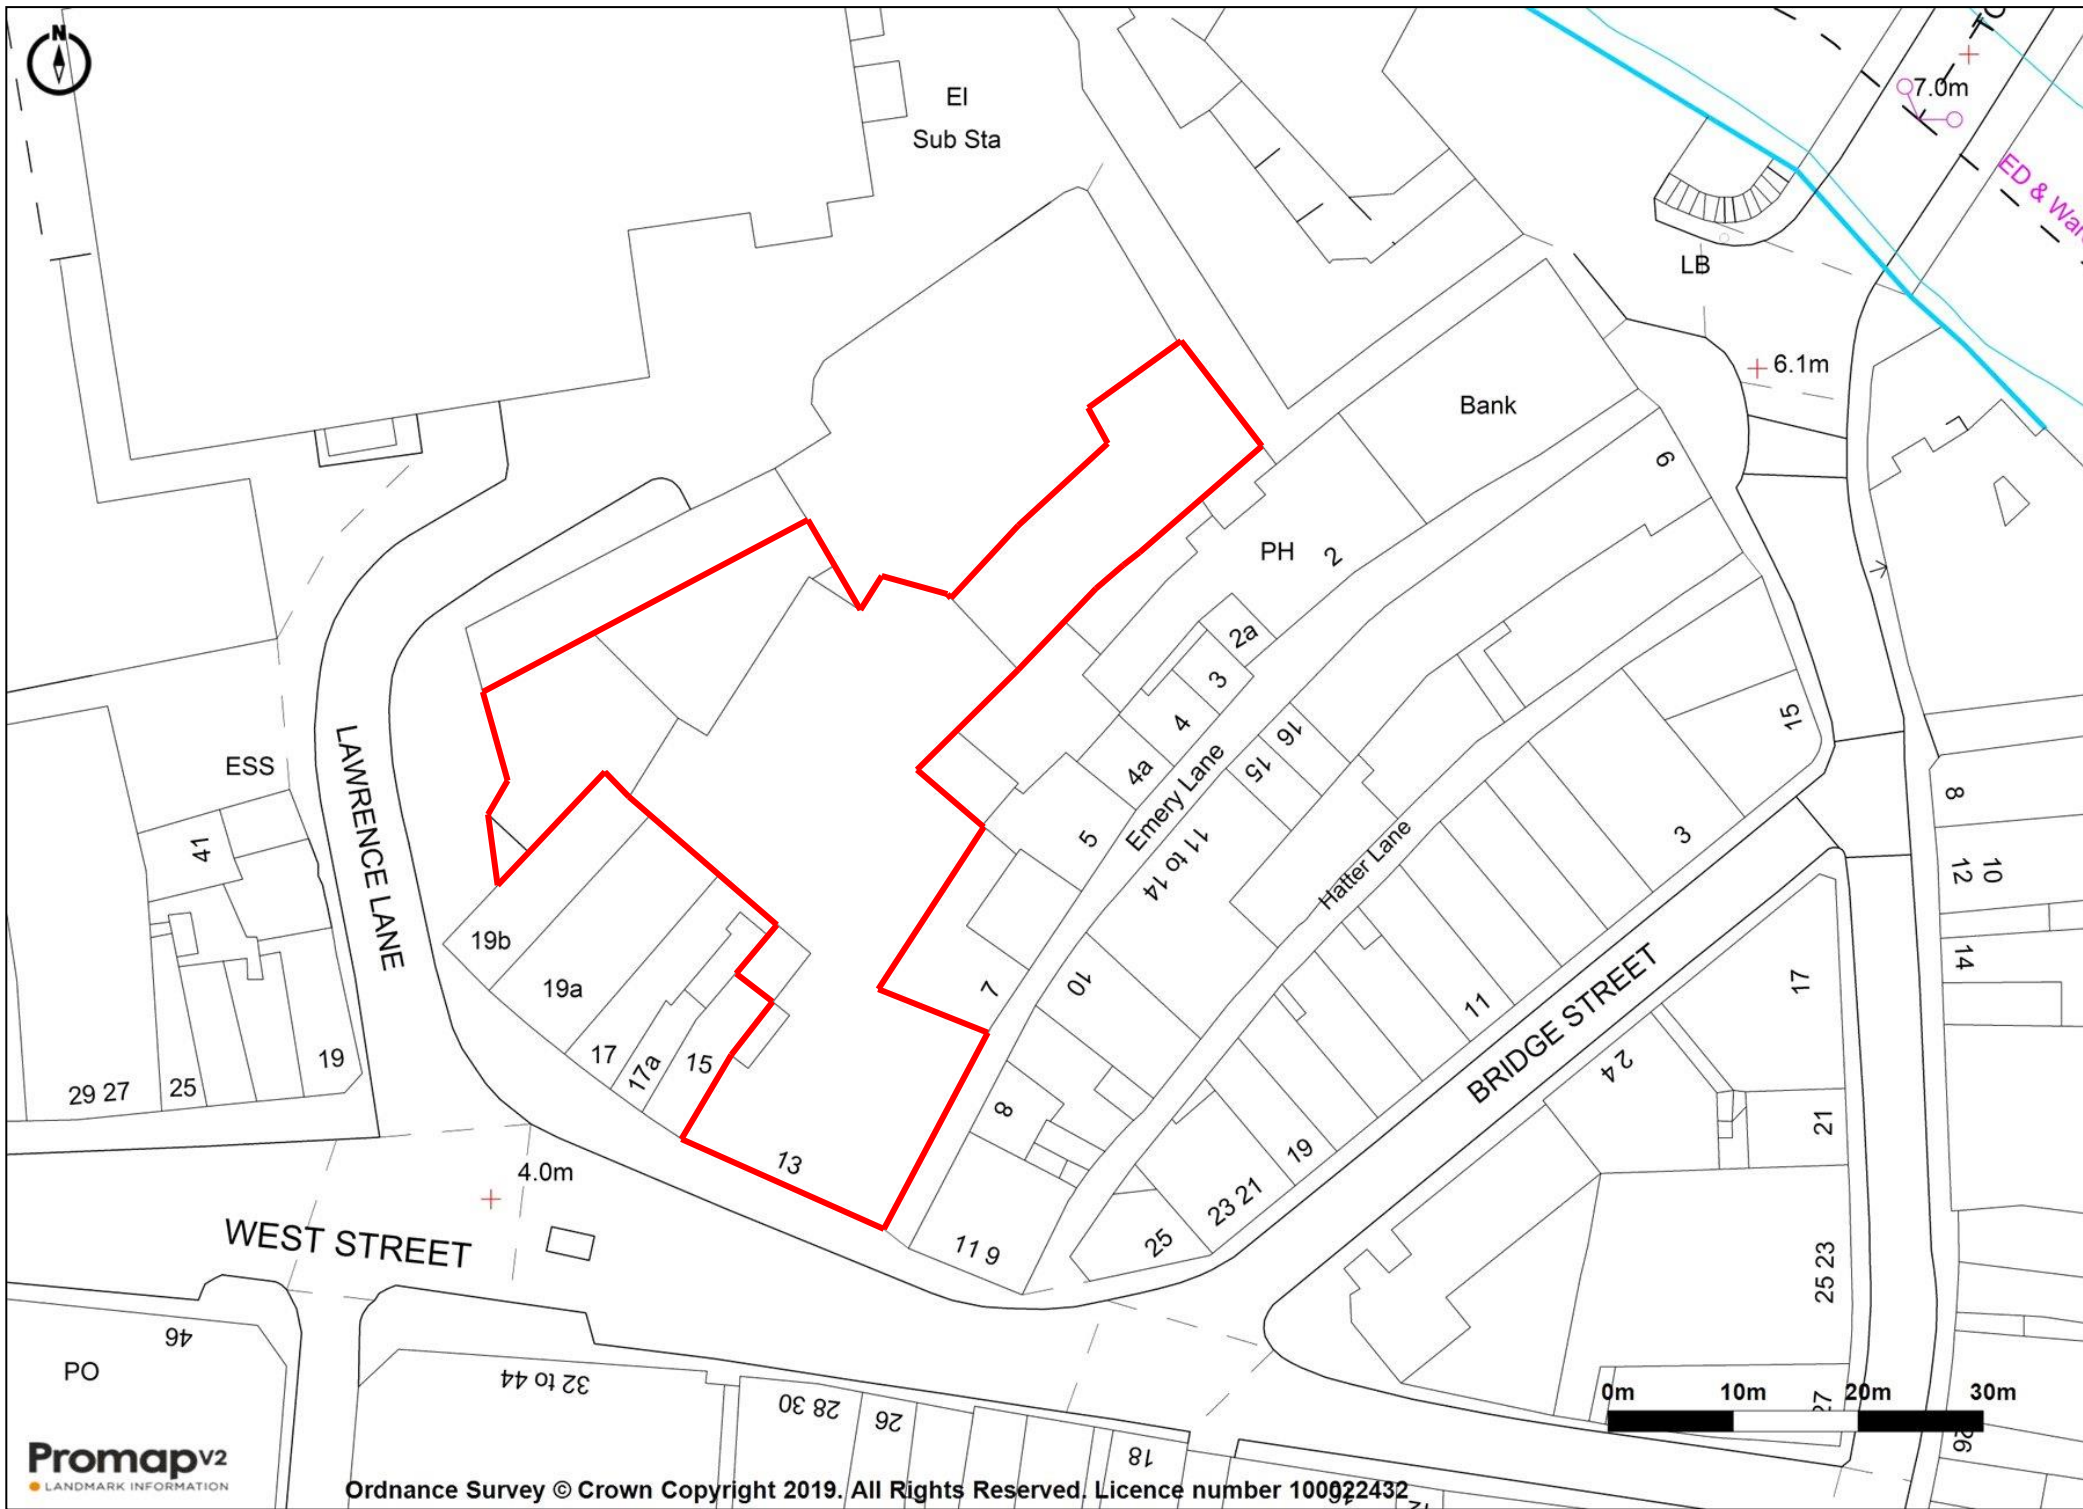 N
El
Sub Sta
7.0m
ED & War
LB
6.1m
Bank
6
PH
2
2a
3
4
4a
16
15
15
Emery Lane
5
11 to 14
Hatter Lane
3
8
10
12
14
ESS
41
LAWRENCE LANE
19b
19a
17
17a
15
19
25
29 27
7
10
11
BRIDGE STREET
17
24
21
8
19
23 21
25
13
11 9
4.0m
WEST STREET
25 23
46
PO
32 to 44
28 30
26
18
27
26
0m
10m
20m
30m
Promap V2
LANDMARK INFORMATION
Ordnance Survey © Crown Copyright 2019. All Rights Reserved. Licence number 100022432